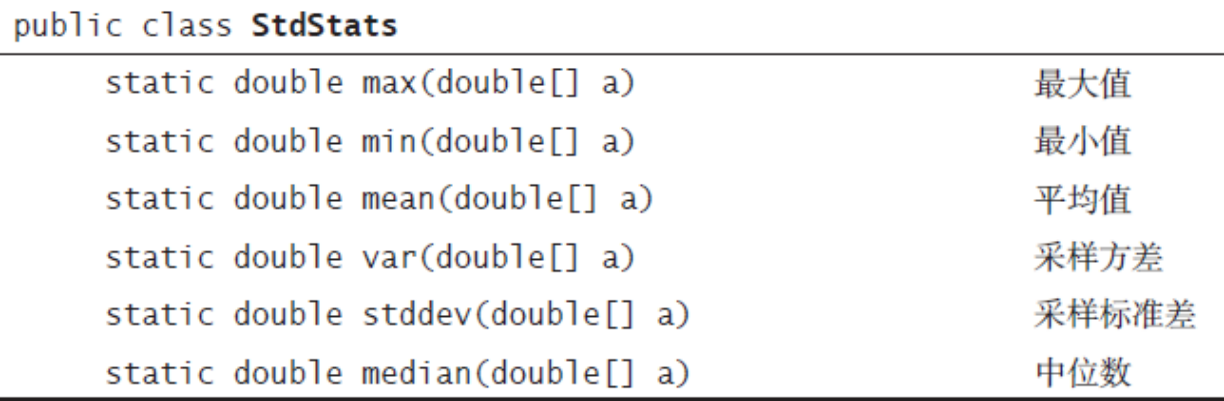 public class StdStats
static double max(double[] a) 最大值
static double min(double[] a) 最小值
static double mean(double[] a) 平均值
static double var(double[] a) 采样方差
static double stddev(double[] a) 采样标准差
static double median(double[] a) 中位数